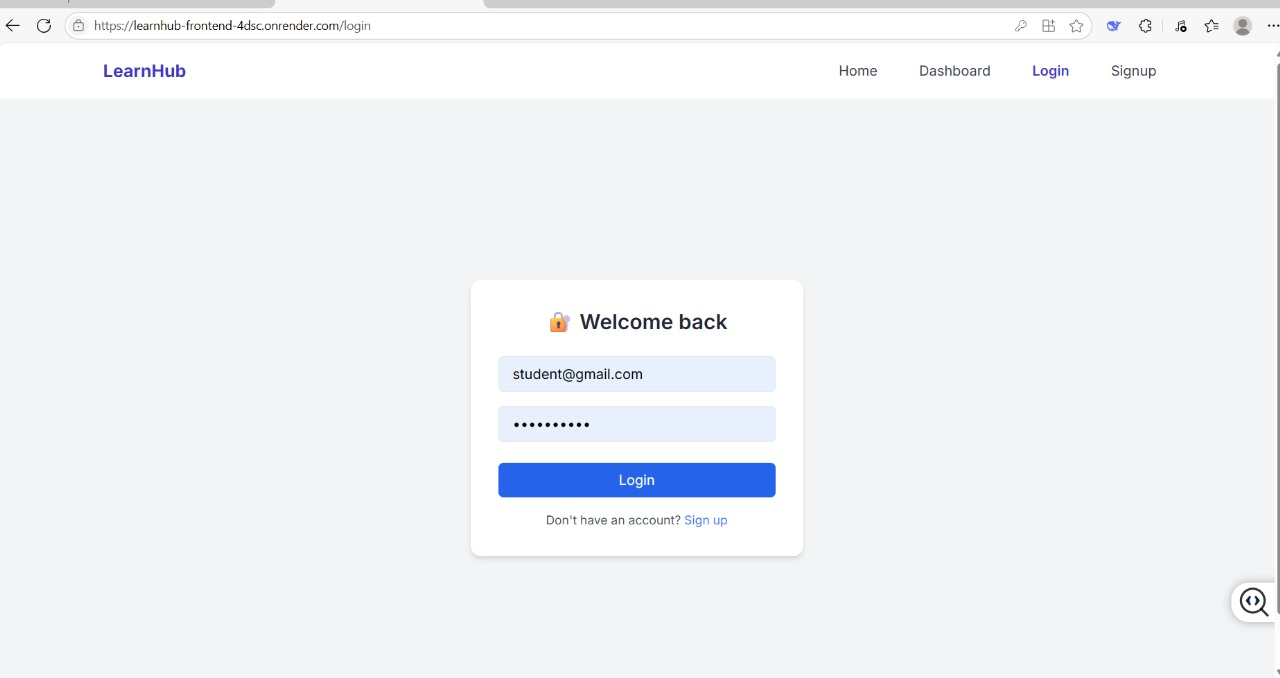 https://learnhub-frontend-4dsc.onrender.com/login
LearnHub
Home
Dashboard
Login
Signup
Welcome back
student@gmail.com
••••••••••
Login
Don't have an account? Sign up